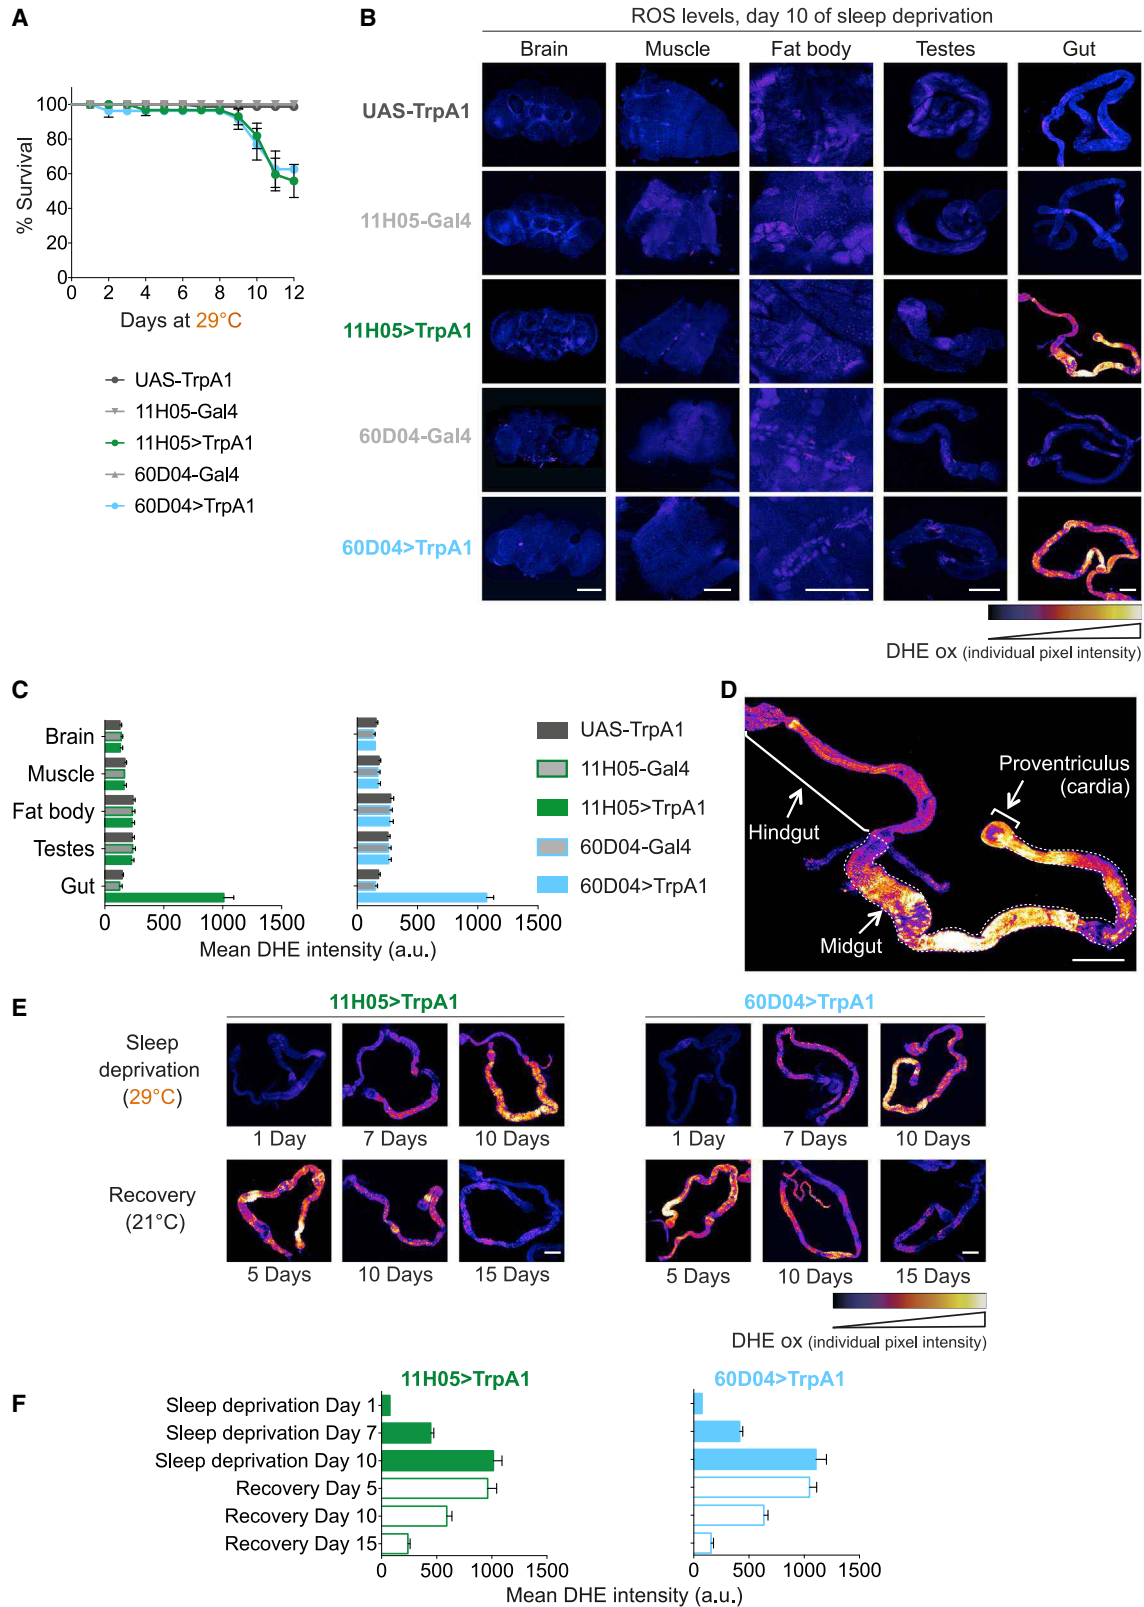 A
100
80
60
40
20
0
% Survival
0 2 4 6 8 10 12
Days at 29°C
UAS-TrpA1
11H05-Gal4
11H05>TrpA1
60D04-Gal4
60D04>TrpA1
B
ROS levels, day 10 of sleep deprivation
Brain Muscle Fat body Testes Gut
UAS-TrpA1
11H05-Gal4
11H05>TrpA1
60D04-Gal4
60D04>TrpA1
DHE ox (individual pixel intensity)
C
Brain
Muscle
Fat body
Testes
Gut
0 500 1000 1500
0 500 1000 1500
Mean DHE intensity (a.u.)
UAS-TrpA1
11H05-Gal4
11H05>TrpA1
60D04-Gal4
60D04>TrpA1
D
Proventriculus
(cardia)
Hindgut
Midgut
E
11H05>TrpA1 60D04>TrpA1
Sleep
deprivation
(29°C)
1 Day 7 Days 10 Days 1 Day 7 Days 10 Days
Recovery
(21°C)
5 Days 10 Days 15 Days 5 Days 10 Days 15 Days
DHE ox (individual pixel intensity)
F
11H05>TrpA1 60D04>TrpA1
Sleep deprivation Day 1
Sleep deprivation Day 7
Sleep deprivation Day 10
Recovery Day 5
Recovery Day 10
Recovery Day 15
0 500 1000 1500 0 500 1000 1500
Mean DHE intensity (a.u.)